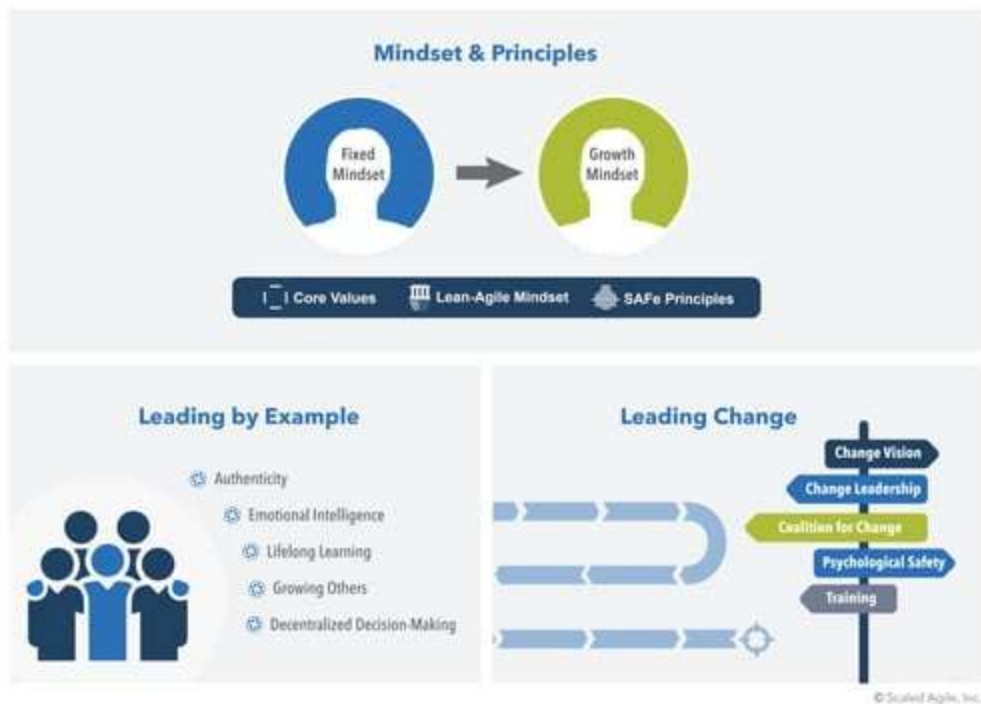 Mindset & Principles
Fixed
Mindset
Growth
Mindset
Core Values
Lean-Agile Mindset
SAFe Principles
Leading by Example
Authenticity
Emotional Intelligence
Lifelong Learning
Growing Others
Decentralized Decision-Making
Leading Change
Change Vision
Change Leadership
Coalition for Change
Psychological Safety
Training
© Scaled Agile, Inc.